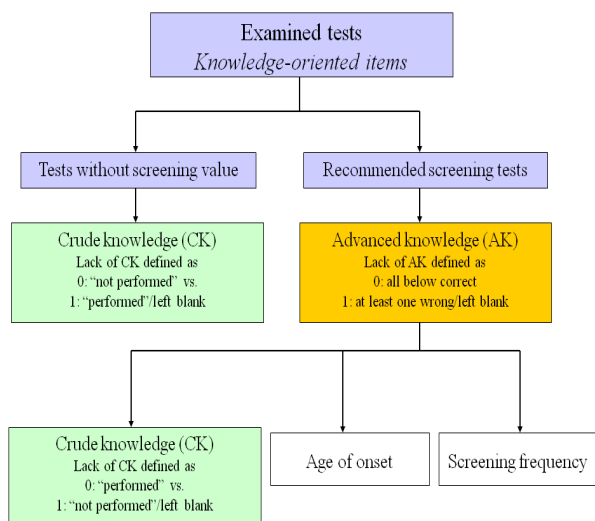 Examined tests
Knowledge-oriented items
Tests without screening value
Recommended screening tests
Crude knowledge (CK)
Lack of CK defined as
0: “not performed” vs.
1: “performed”/left blank
Advanced knowledge (AK)
Lack of AK defined as
0: all below correct
1: at least one wrong/left blank
Crude knowledge (CK)
Lack of CK defined as
0: “performed” vs.
1: “not performed”/left blank
Age of onset
Screening frequency